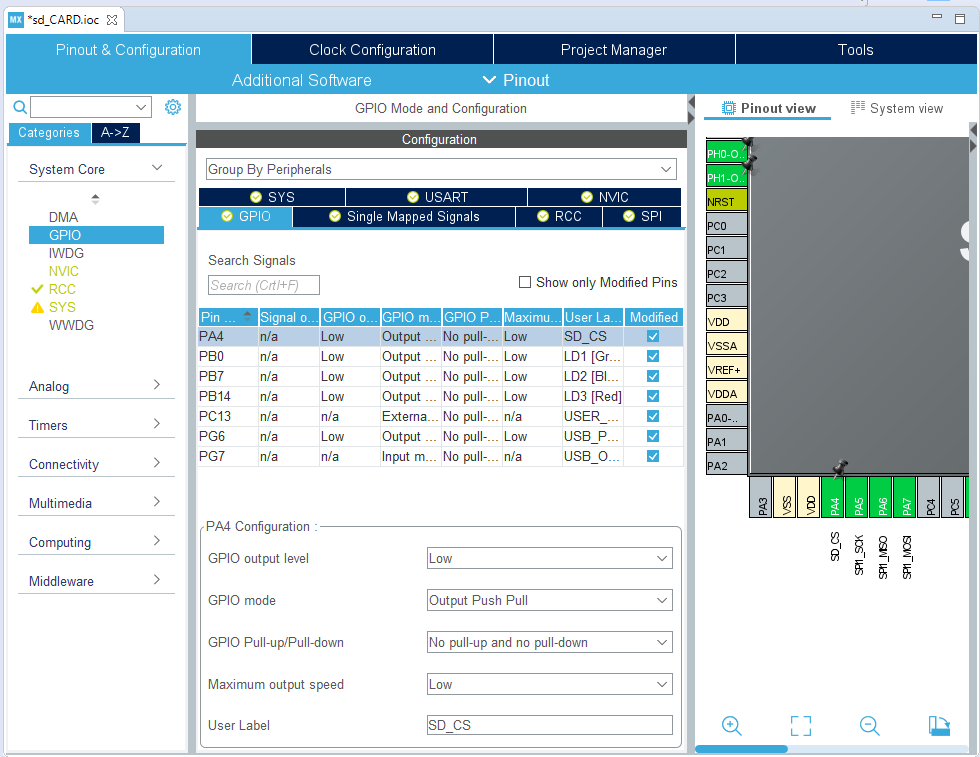 MX *sd_CARD.ioc
Pinout & Configuration Clock Configuration Project Manager Tools
Additional Software Pinout
Categories A->Z
System Core
DMA
GPIO
IWDG
NVIC
RCC
SYS
WWDG
Analog
Timers
Connectivity
Multimedia
Computing
Middleware
GPIO Mode and Configuration
Configuration
Group By Peripherals
SYS USART NVIC
GPIO Single Mapped Signals RCC SPI
Search Signals
Search (Crtl+F) Show only Modified Pins
Pin ... Signal o... GPIO o... GPIO m... GPIO P... Maximu... User La... Modified
PA4 n/a Low Output ... No pull-... Low SD_CS
PB0 n/a Low Output ... No pull-... Low LD1 [Gr...
PB7 n/a Low Output ... No pull-... Low LD2 [Bl...
PB14 n/a Low Output ... No pull-... Low LD3 [Red]
PC13 n/a n/a Externa... No pull-... n/a USER_...
PG6 n/a Low Output ... No pull-... Low USB_P...
PG7 n/a n/a Input m... No pull-... n/a USB_O...
PA4 Configuration :
GPIO output level Low
GPIO mode Output Push Pull
GPIO Pull-up/Pull-down No pull-up and no pull-down
Maximum output speed Low
User Label SD_CS
Pinout view System view
PH0-O..
PH1-O..
NRST
PC0
PC1
PC2
PC3
VDD
VSSA
VREF+
VDDA
PA0-..
PA1
PA2
PA3 VSS VDD PA4 PA5 PA6 PA7 PC4 PC5
SD_CS SPI1_SCK SPI1_MISO SPI1_MOSI